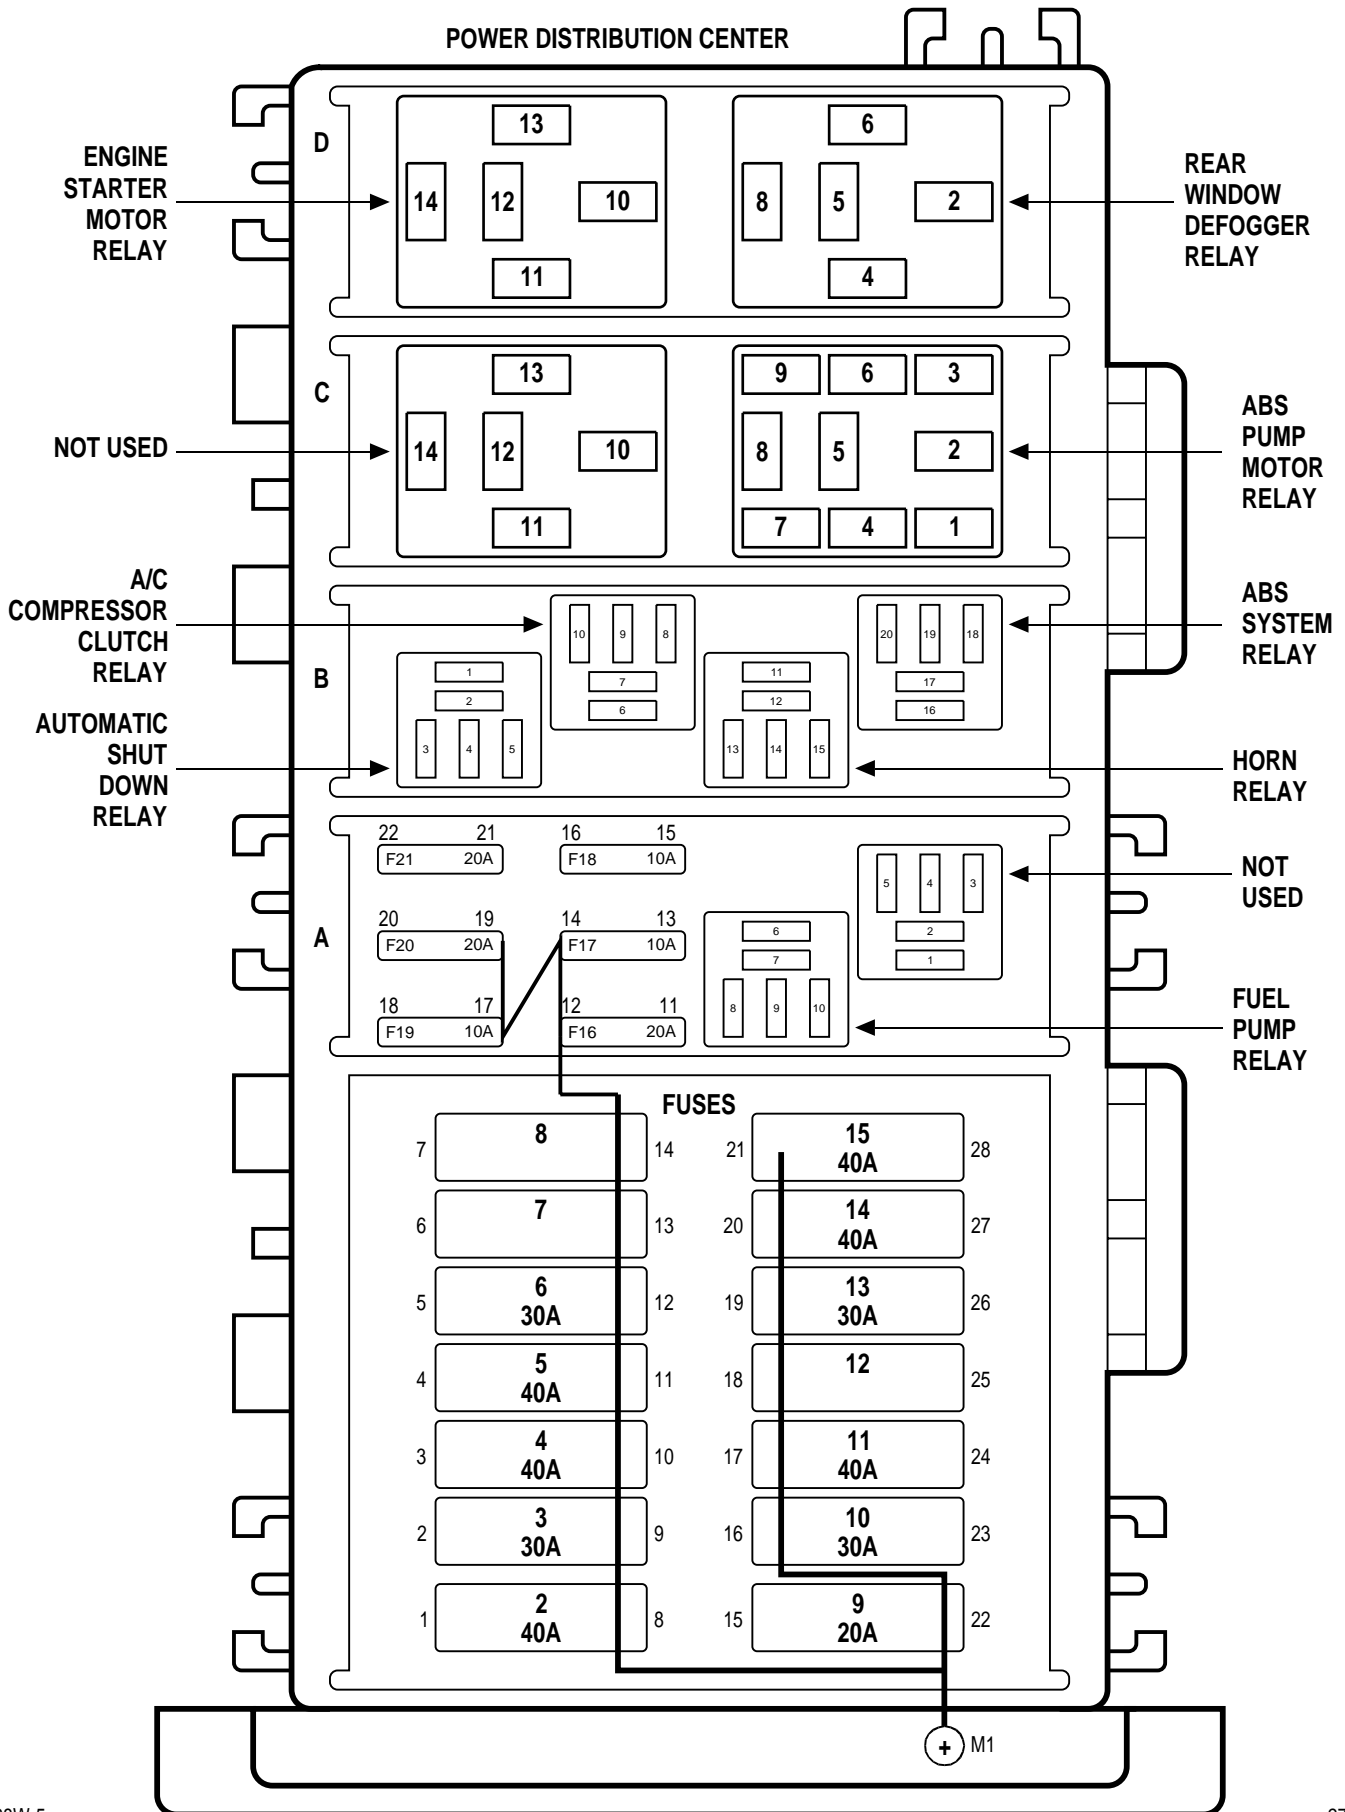 POWER DISTRIBUTION CENTER
D
13
14
12
10
11
6
8
5
2
4
ENGINE
STARTER
MOTOR
RELAY
REAR
WINDOW
DEFOGGER
RELAY
C
13
14
12
10
11
9
6
3
8
5
2
7
4
1
NOT USED
ABS
PUMP
MOTOR
RELAY
B
A/C
COMPRESSOR
CLUTCH
RELAY
10
9
8
7
6
AUTOMATIC
SHUT
DOWN
RELAY
1
2
3
4
5
ABS
SYSTEM
RELAY
20
19
18
17
16
HORN
RELAY
11
12
13
14
15
A
22 21
F21 20A
16 15
F18 10A
20 19
F20 20A
14 13
F17 10A
18 17
F19 10A
12 11
F16 20A
NOT
USED
5
4
3
2
1
FUEL
PUMP
RELAY
6
7
8
9
10
FUSES
7
8
14
21
15
40A
28
6
7
13
20
14
40A
27
5
6
30A
12
19
13
30A
26
4
5
40A
11
18
12
25
3
4
40A
10
17
11
40A
24
2
3
30A
9
16
10
30A
23
1
2
40A
8
15
9
20A
22
+ M1